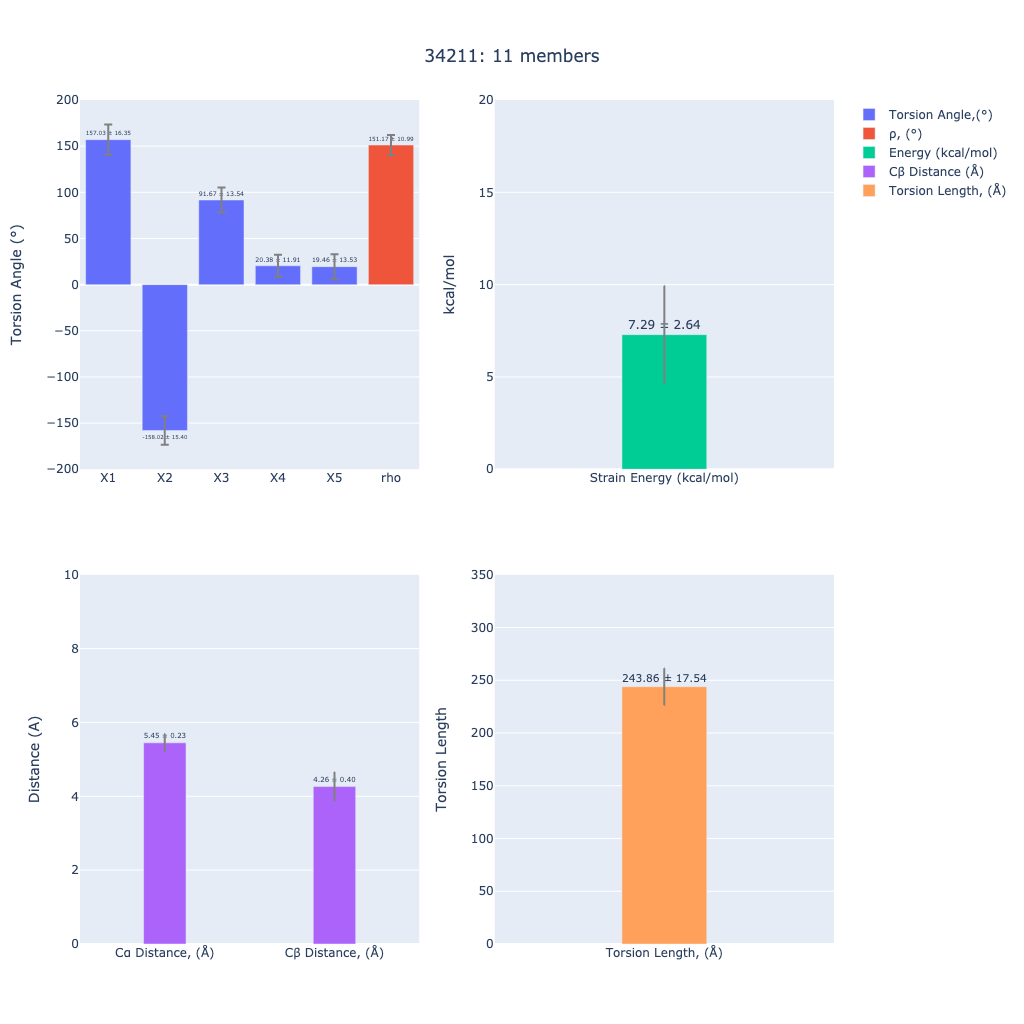 34211: 11 members
Torsion Angle (°)
200
150
100
50
0
−50
−100
−150
−200
157.03 ± 16.35
-158.02 ± 15.40
91.67 ± 13.54
20.38 ± 11.91
19.46 ± 13.53
151.17 ± 10.99
X1 X2 X3 X4 X5 rho
kcal/mol
20
15
10
5
0
7.29 ± 2.64
Strain Energy (kcal/mol)
Torsion Angle,(°)
ρ, (°)
Energy (kcal/mol)
Cβ Distance (Å)
Torsion Length, (Å)
Distance (A)
10
8
6
4
2
0
5.45 ± 0.23
4.26 ± 0.40
Cα Distance, (Å) Cβ Distance, (Å)
Torsion Length
350
300
250
200
150
100
50
0
243.86 ± 17.54
Torsion Length, (Å)